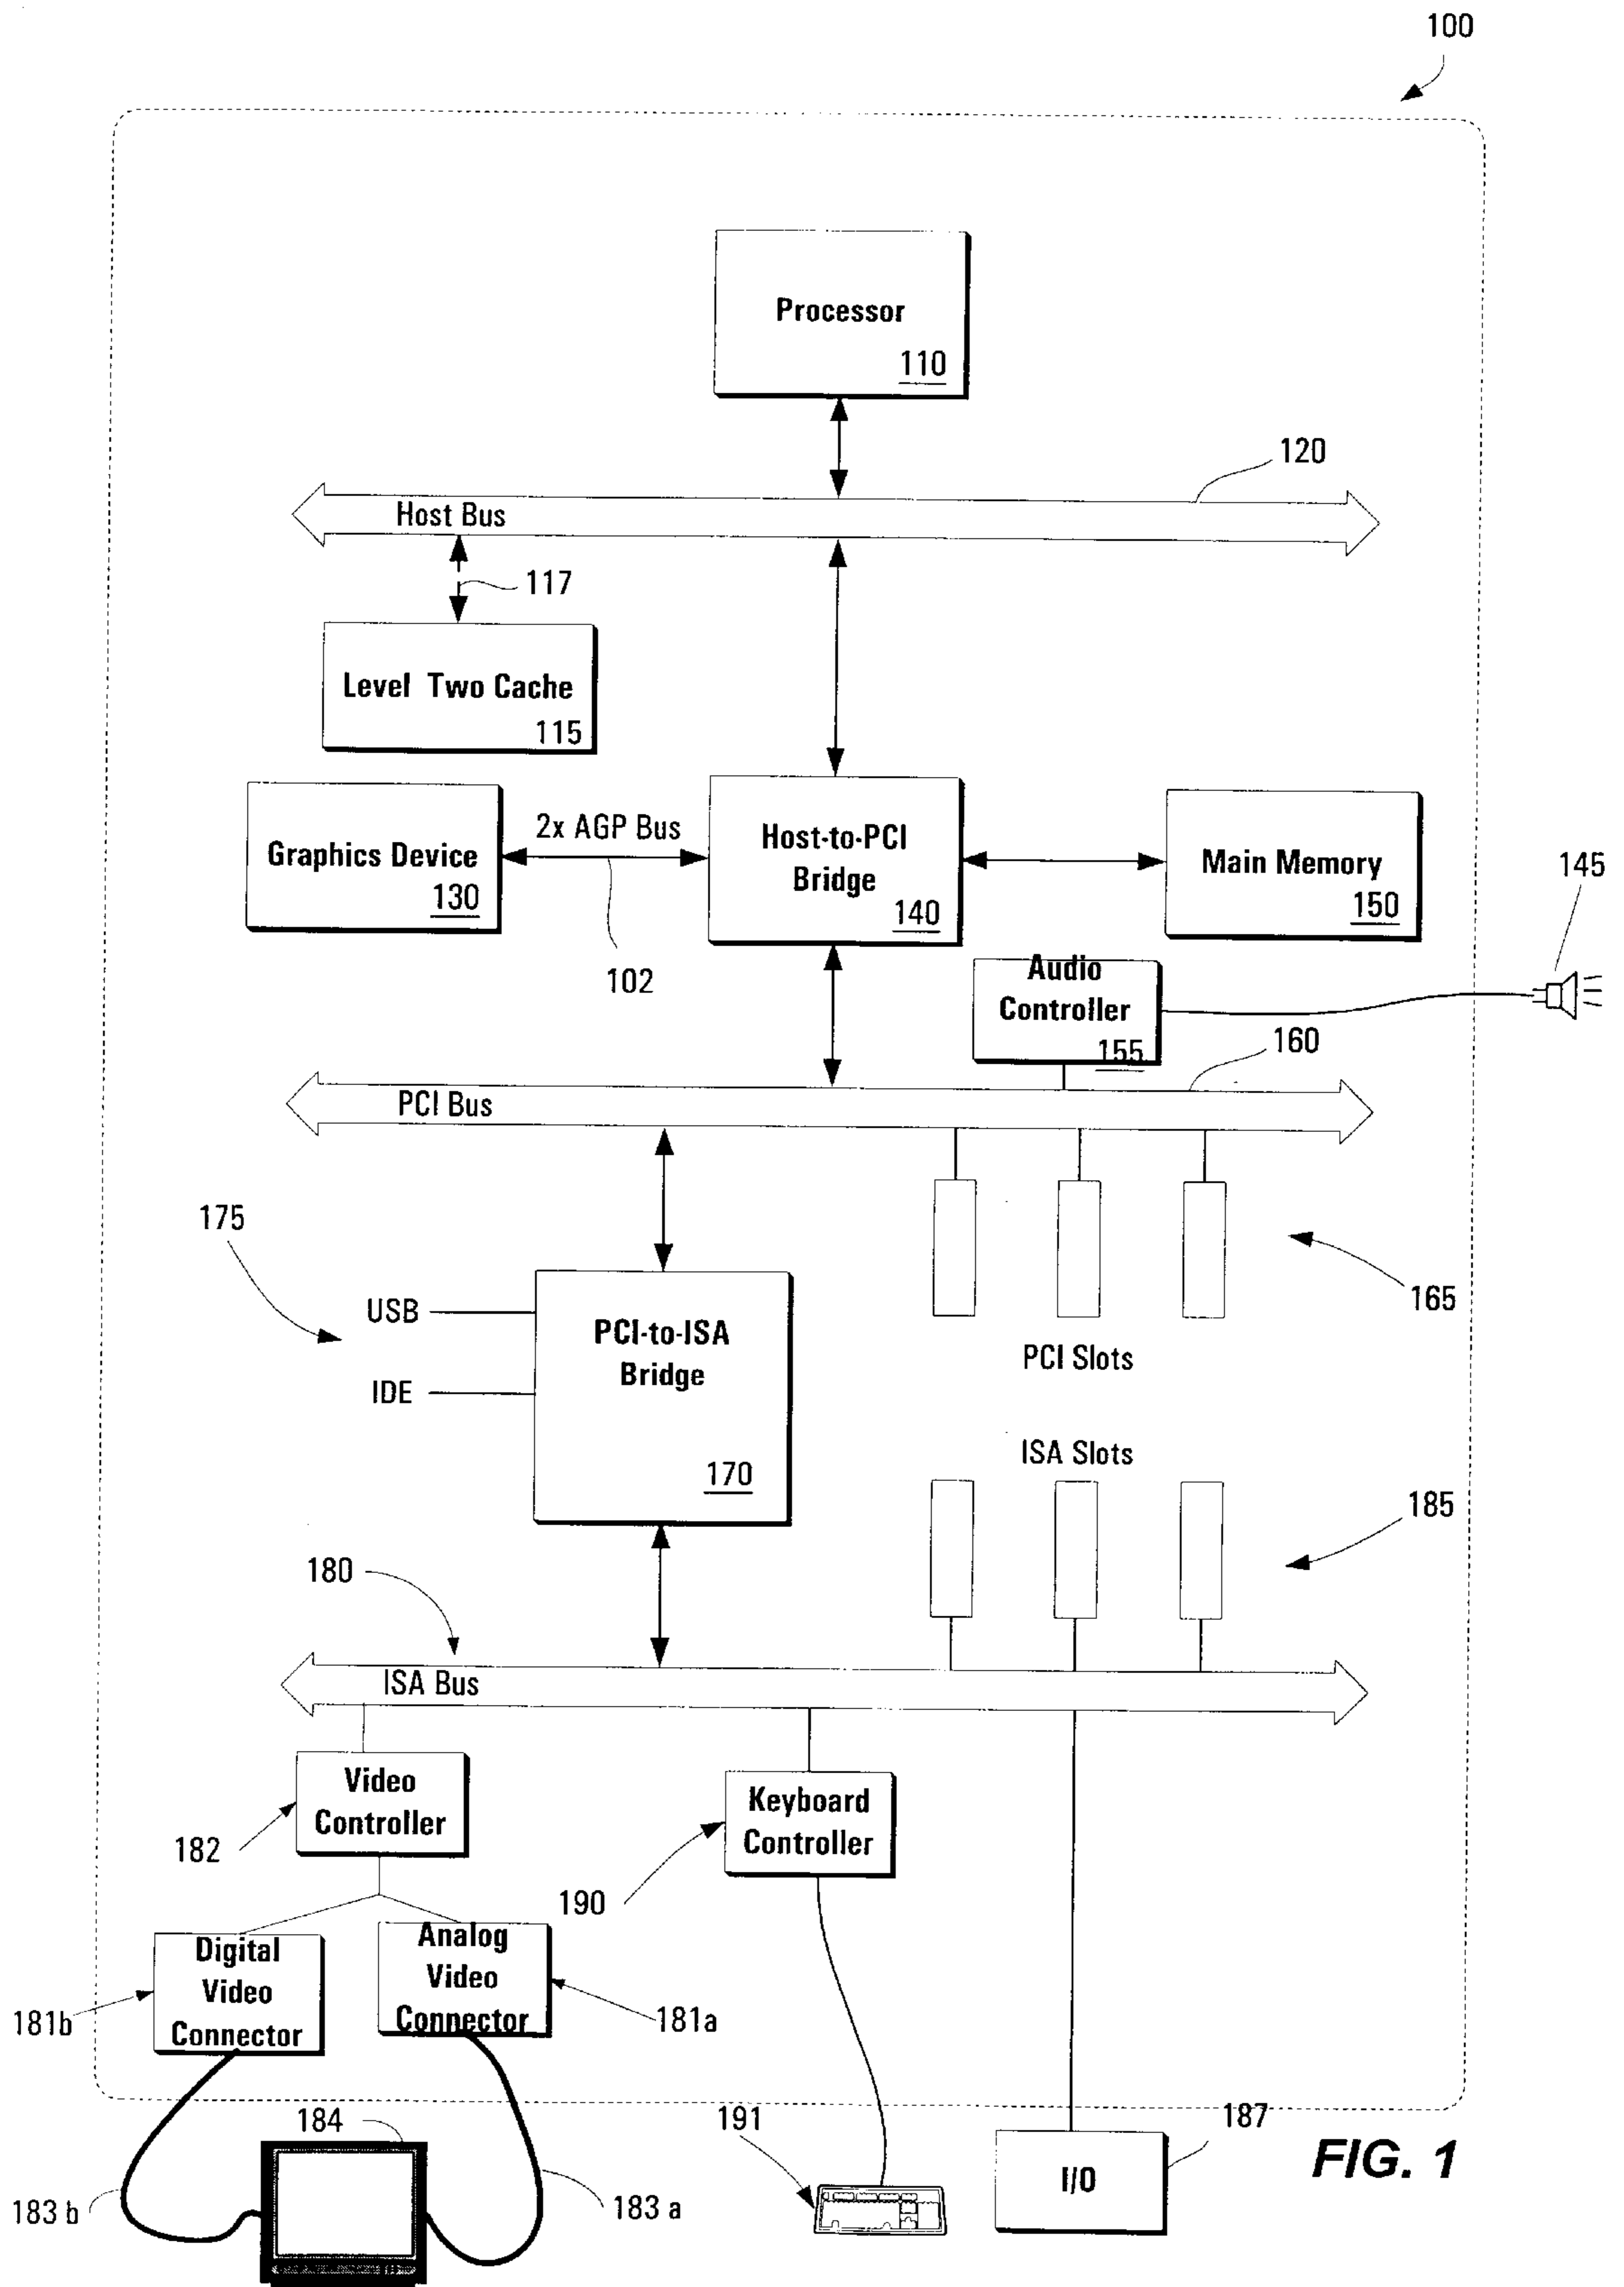 100
Processor
110
120
Host Bus
117
Level Two Cache
115
Graphics Device
130
2x AGP Bus
102
Host-to-PCI
Bridge
140
Main Memory
150
145
Audio
Controller
155
160
PCI Bus
175
USB
IDE
PCI-to-ISA
Bridge
170
165
PCI Slots
ISA Slots
185
180
ISA Bus
Video
Controller
182
Keyboard
Controller
190
Digital
Video
Connector
181b
Analog
Video
Connector
181a
184
183 b
183 a
191
187
I/O
FIG. 1